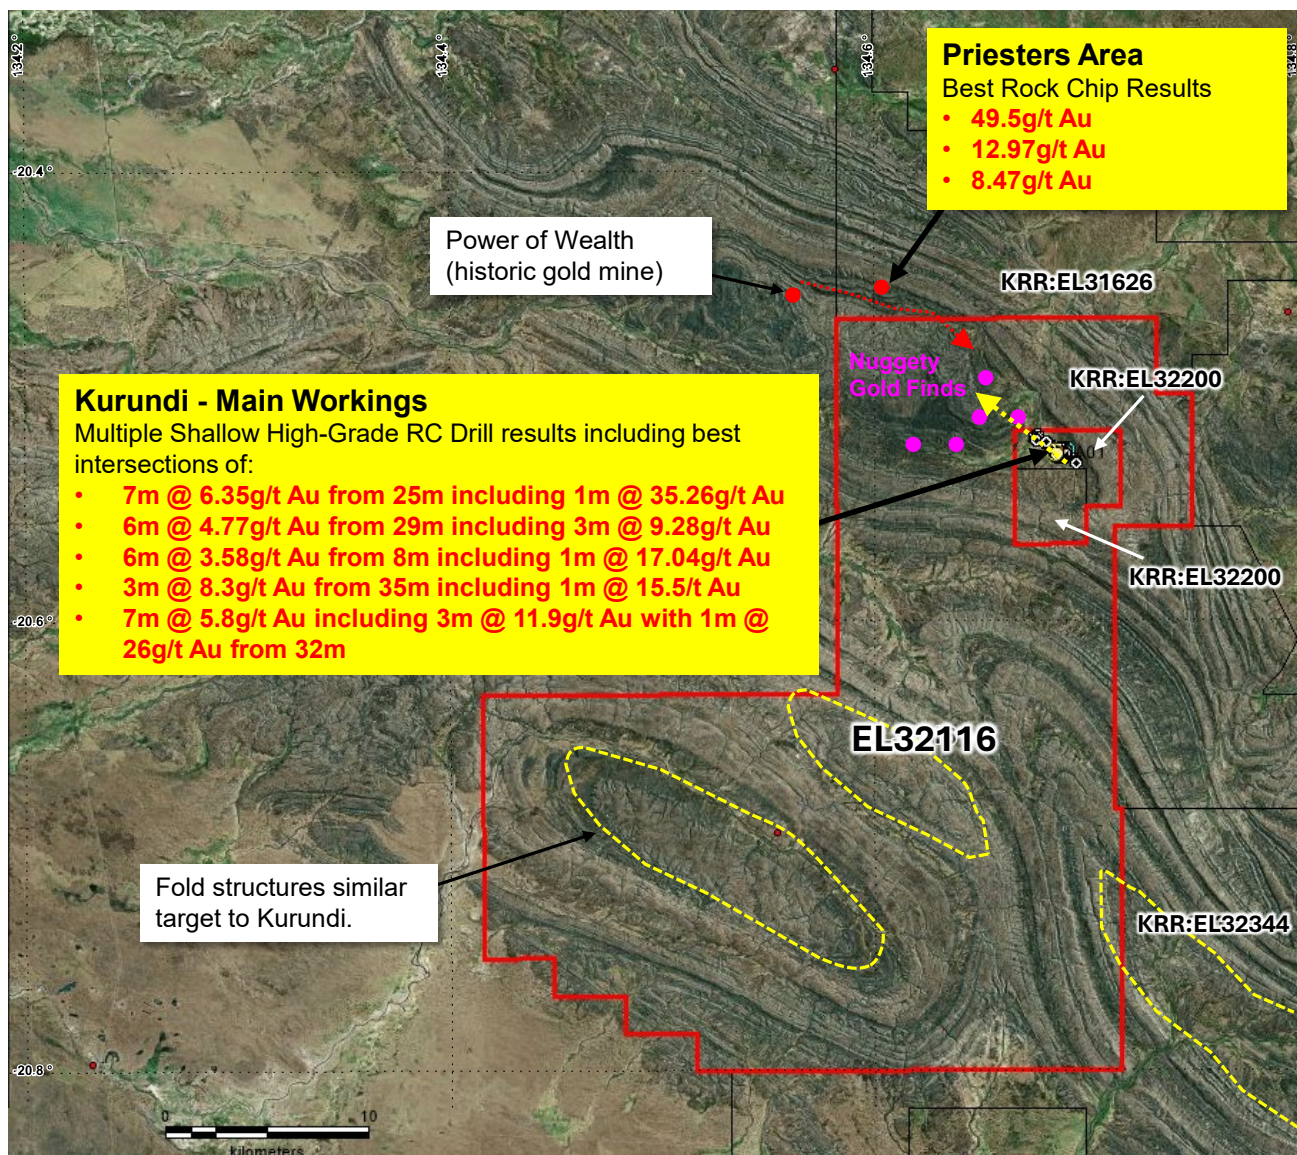 134.2 °
134.4 °
134.6 °
134.8 °
Priesters Area
Best Rock Chip Results
• 49.5g/t Au
• 12.97g/t Au
• 8.47g/t Au
-20.4 °
Power of Wealth
(historic gold mine)
KRR:EL31626
Nuggety
Gold Finds
KRR:EL32200
Kurundi - Main Workings
Multiple Shallow High-Grade RC Drill results including best
intersections of:
• 7m @ 6.35g/t Au from 25m including 1m @ 35.26g/t Au
• 6m @ 4.77g/t Au from 29m including 3m @ 9.28g/t Au
• 6m @ 3.58g/t Au from 8m including 1m @ 17.04g/t Au
• 3m @ 8.3g/t Au from 35m including 1m @ 15.5/t Au
• 7m @ 5.8g/t Au including 3m @ 11.9g/t Au with 1m @
26g/t Au from 32m
KRR:EL32200
-20.6 °
EL32116
Fold structures similar
target to Kurundi.
KRR:EL32344
-20.8 °
0 10
kilometers